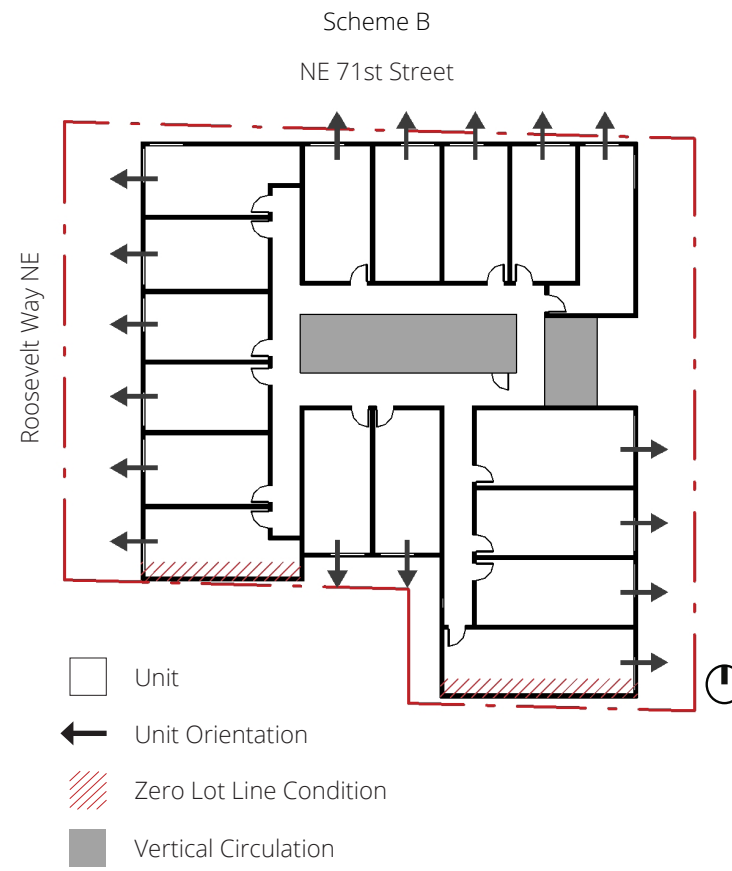 Scheme B
NE 71st Street
Roosevelt Way NE
Unit
Unit Orientation
Zero Lot Line Condition
Vertical Circulation